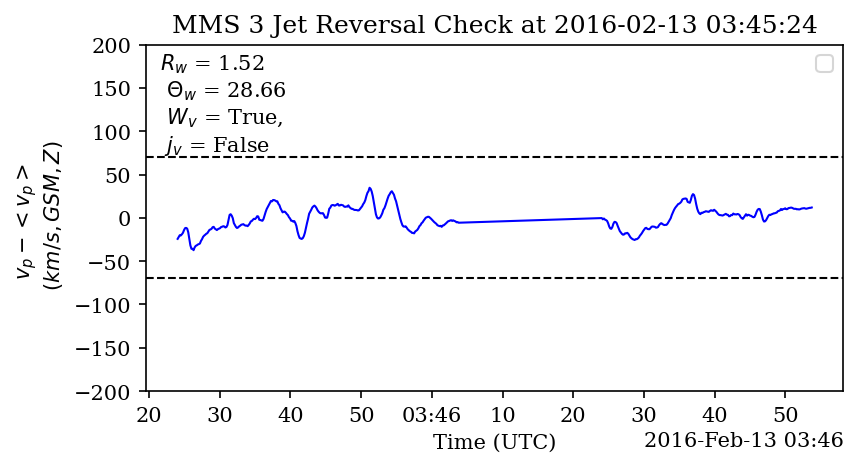 MMS 3 Jet Reversal Check at 2016-02-13 03:45:24
200
150
100
50
0
−50
−100
−150
−200
v_p − < v_p >
(km/s, GSM, Z)
R_w = 1.52
Θ_w = 28.66
W_v = True,
j_v = False
20 30 40 50 03:46 10 20 30 40 50
Time (UTC)
2016-Feb-13 03:46